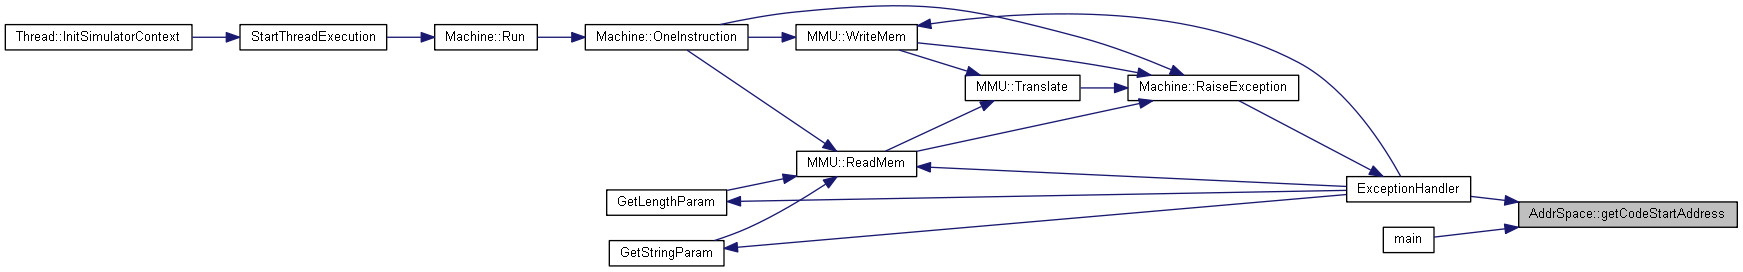 Thread::InitSimulatorContext
StartThreadExecution
Machine::Run
Machine::OneInstruction
MMU::WriteMem
MMU::Translate
Machine::RaiseException
MMU::ReadMem
GetLengthParam
GetStringParam
ExceptionHandler
main
AddrSpace::getCodeStartAddress